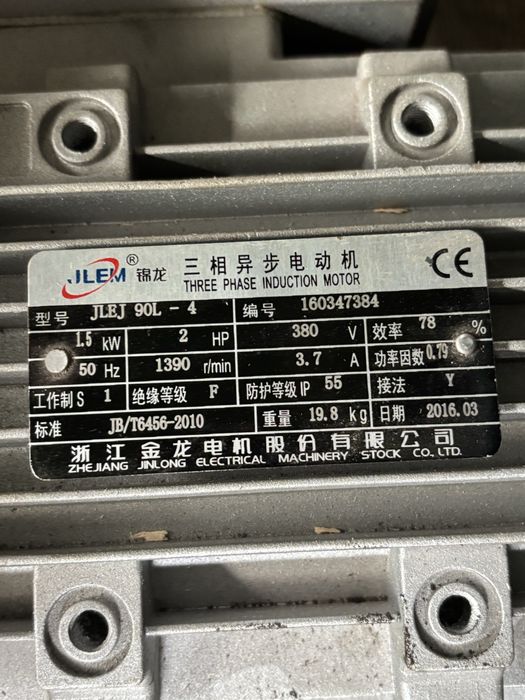 JLEM® 锦龙 三相异步电动机
THREE PHASE INDUCTION MOTOR
型号 JLEJ 90L - 4 编号 160347384
1.5 kW 2 HP 380 V 效率 78 %
50 Hz 1390 r/min 3.7 A 功率因数 0.79
工作制 S 1 绝缘等级 F 防护等级 IP 55 接法 Y
标准 JB/T6456-2010 重量 19.8 kg 日期 2016.03
浙江金龙电机股份有限公司
ZHEJIANG JINLONG ELECTRICAL MACHINERY STOCK CO., LTD.
CE